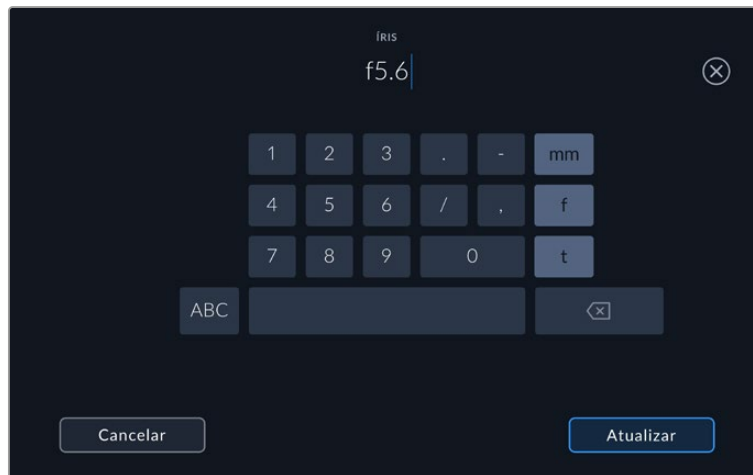 ÍRIS
f5.6
1 2 3 . - mm
4 5 6 / , f
7 8 9 0 t
ABC
Cancelar Atualizar